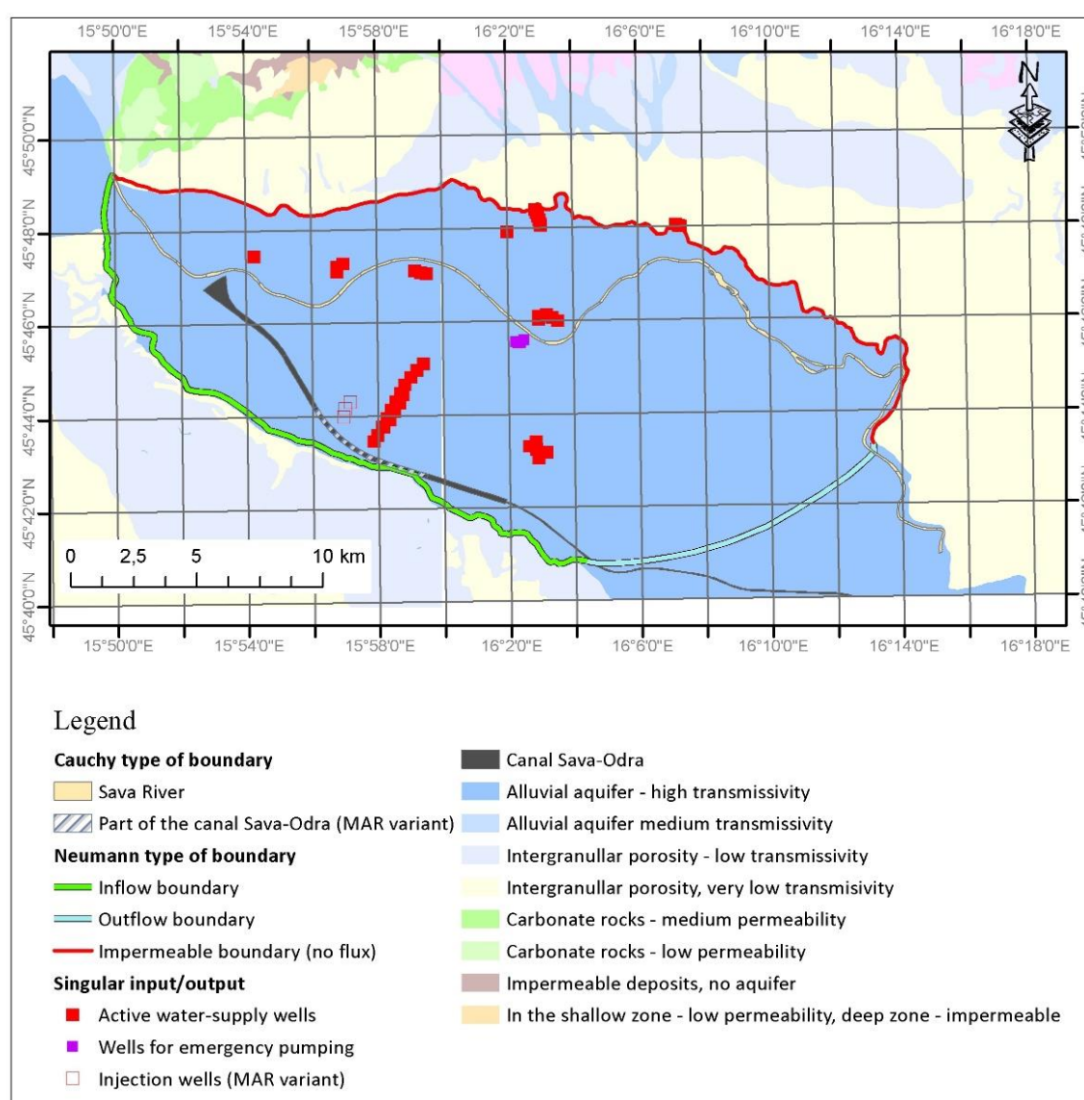 15°50'0"E 15°54'0"E 15°58'0"E 16°2'0"E 16°6'0"E 16°10'0"E 16°14'0"E 16°18'0"E
N
45°50'0"N
45°48'0"N
45°46'0"N
45°44'0"N
45°42'0"N
45°40'0"N
0 2,5 5 10 km
15°50'0"E 15°54'0"E 15°58'0"E 16°2'0"E 16°6'0"E 16°10'0"E 16°14'0"E 16°18'0"E
Legend
Cauchy type of boundary
Sava River
Part of the canal Sava-Odra (MAR variant)
Neumann type of boundary
Inflow boundary
Outflow boundary
Impermeable boundary (no flux)
Singular input/output
Active water-supply wells
Wells for emergency pumping
Injection wells (MAR variant)
Canal Sava-Odra
Alluvial aquifer - high transmissivity
Alluvial aquifer medium transmissivity
Intergranullar porosity - low transmissivity
Intergranullar porosity, very low transmisivity
Carbonate rocks - medium permeability
Carbonate rocks - low permeability
Impermeable deposits, no aquifer
In the shallow zone - low permeability, deep zone - impermeable